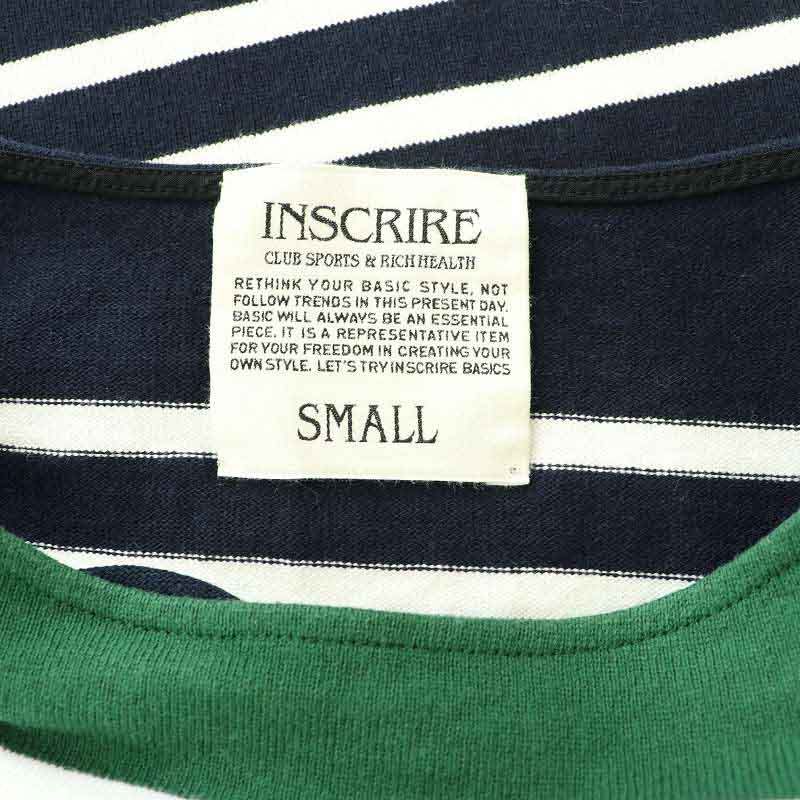 INSCRIRE
CLUB SPORTS & RICH HEALTH
RETHINK YOUR BASIC STYLE, NOT
FOLLOW TRENDS IN THIS PRESENT DAY.
BASIC WILL ALWAYS BE AN ESSENTIAL
PIECE. IT IS A REPRESENTATIVE ITEM
FOR YOUR FREEDOM IN CREATING YOUR
OWN STYLE. LET'S TRY INSCRIRE BASICS
SMALL